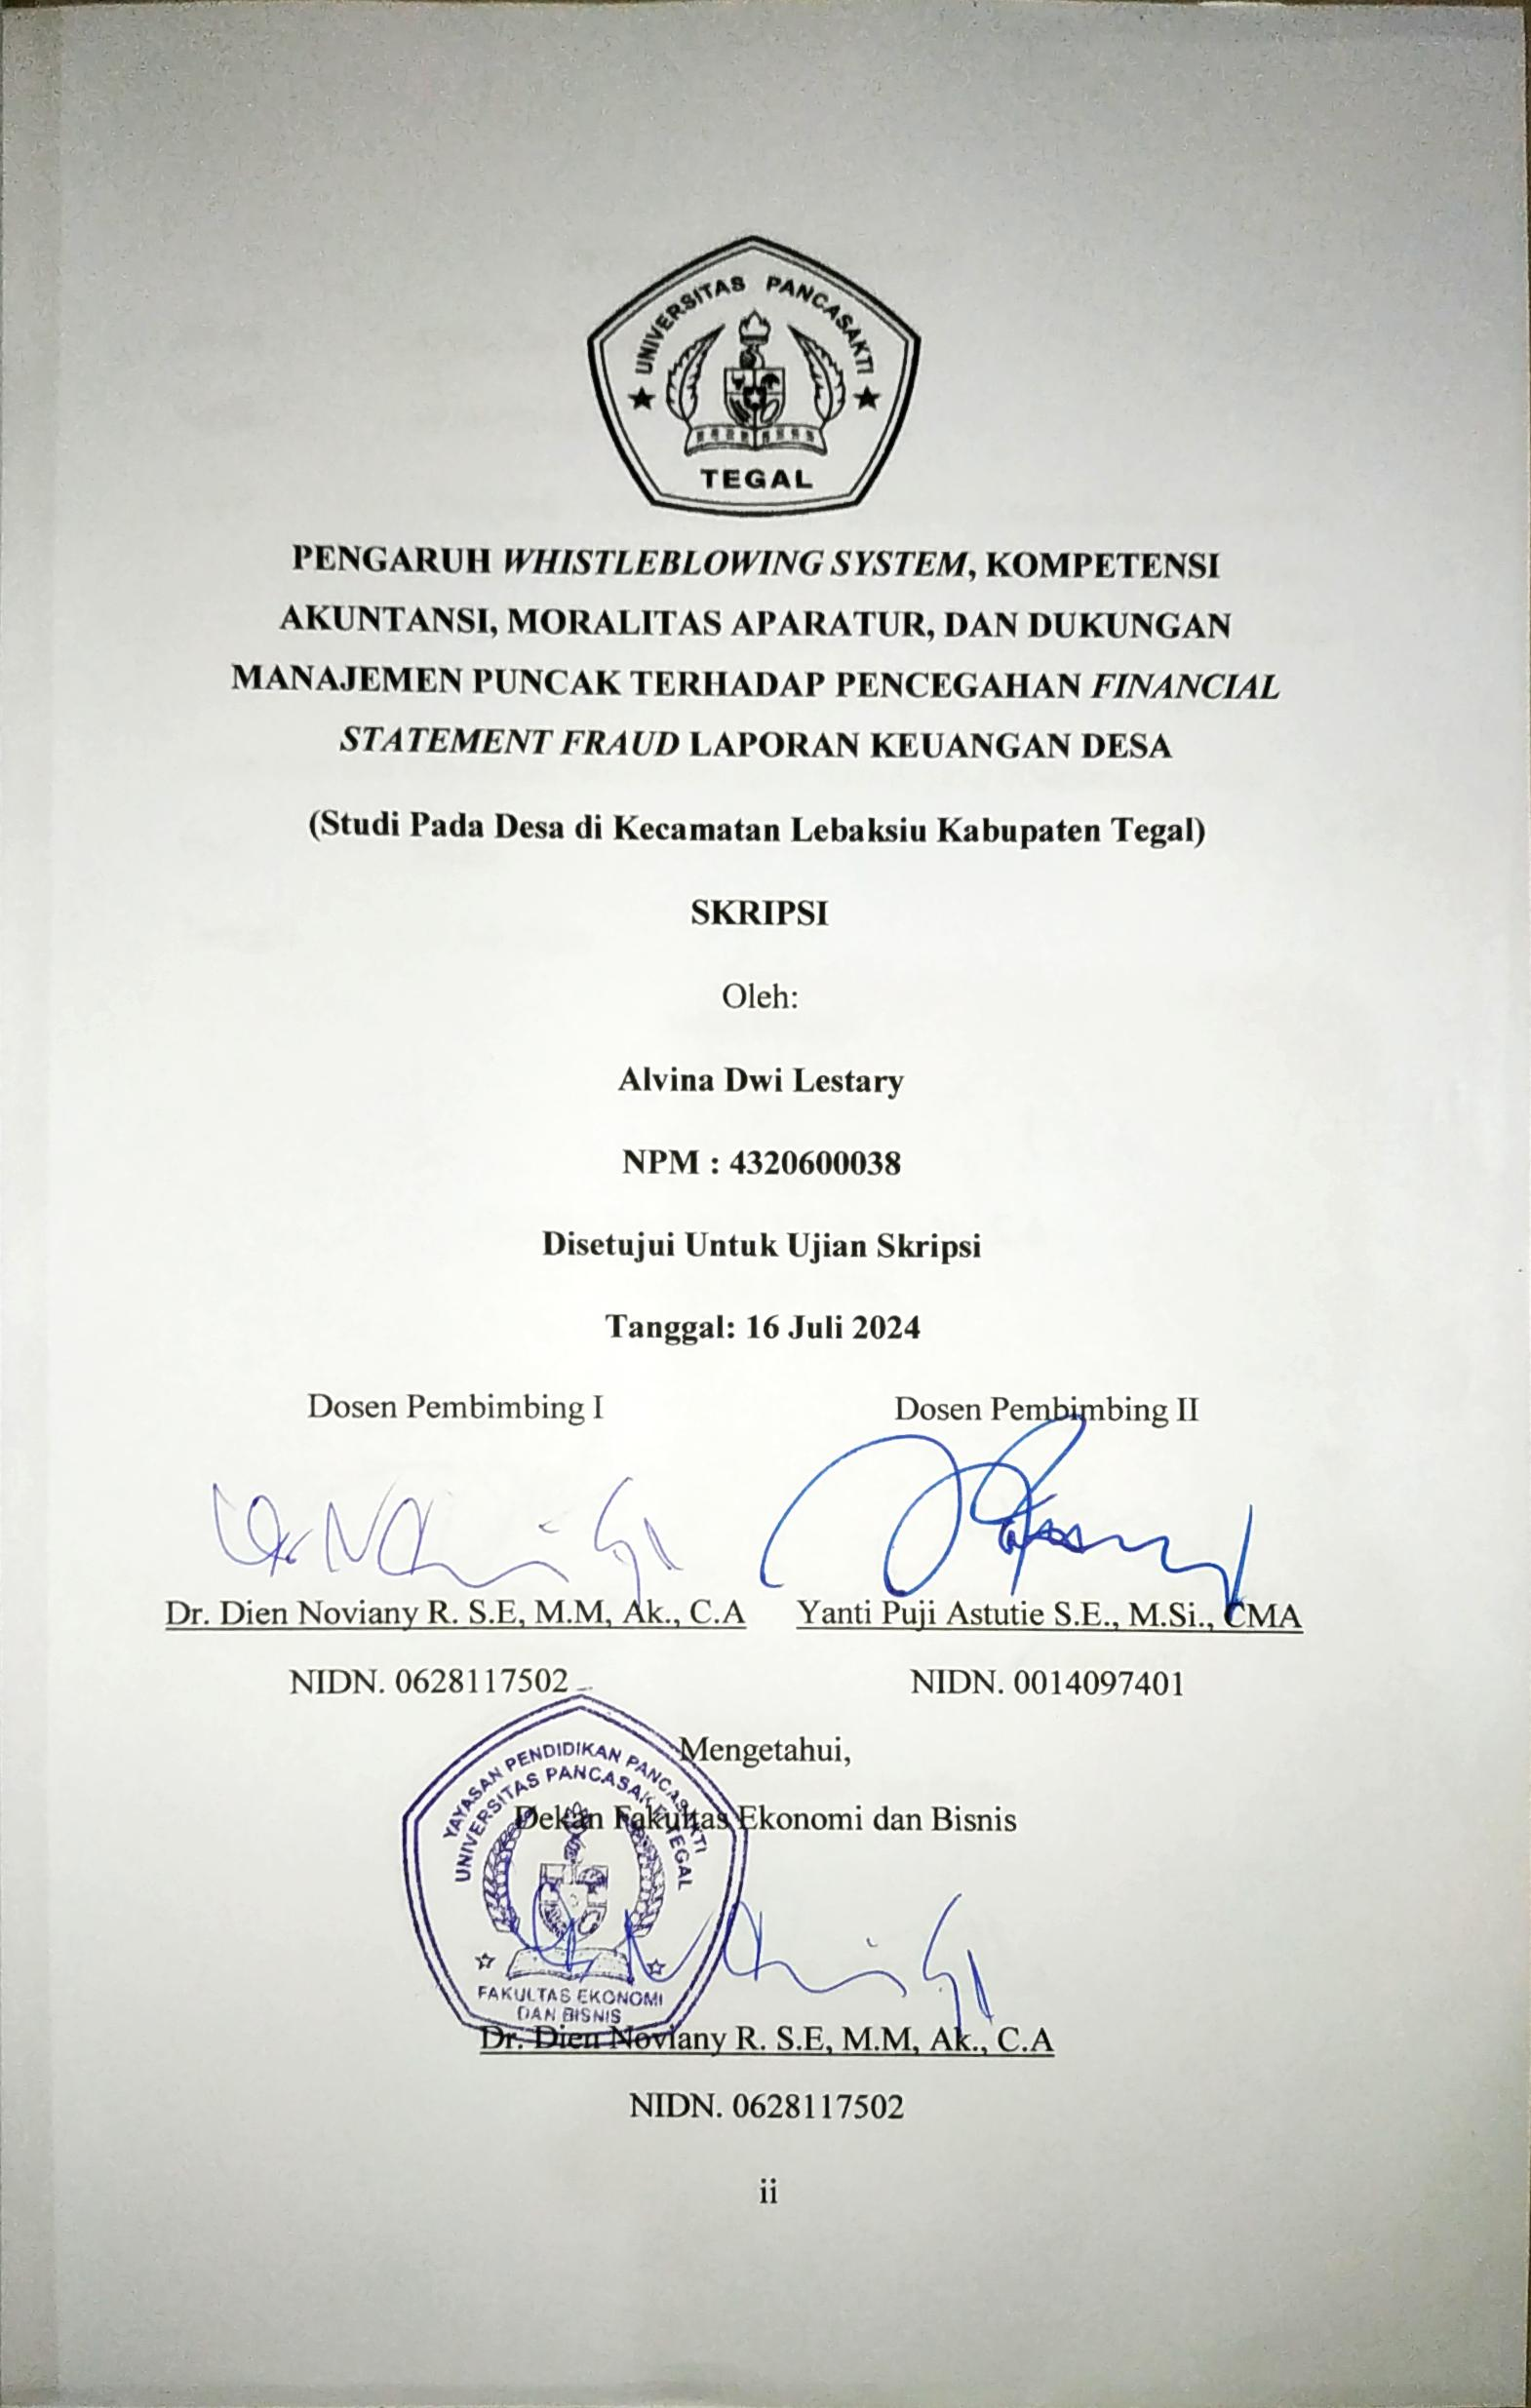 UNIVERSITAS PANCASAKTI
TEGAL
PENGARUH WHISTLEBLOWING SYSTEM, KOMPETENSI
AKUNTANSI, MORALITAS APARATUR, DAN DUKUNGAN
MANAJEMEN PUNCAK TERHADAP PENCEGAHAN FINANCIAL
STATEMENT FRAUD LAPORAN KEUANGAN DESA
(Studi Pada Desa di Kecamatan Lebaksiu Kabupaten Tegal)
SKRIPSI
Oleh:
Alvina Dwi Lestary
NPM : 4320600038
Disetujui Untuk Ujian Skripsi
Tanggal: 16 Juli 2024
Dosen Pembimbing I
Dosen Pembimbing II
Dr. Dien Noviany R. S.E, M.M, Ak., C.A
Yanti Puji Astutie S.E., M.Si., CMA
NIDN. 0628117502
NIDN. 0014097401
Mengetahui,
Dekan Fakultas Ekonomi dan Bisnis
YAYASAN PENDIDIKAN PANCASAKTI
UNIVERSITAS PANCASAKTI TEGAL
FAKULTAS EKONOMI
DAN BISNIS
Dr. Dien Noviany R. S.E, M.M, Ak., C.A
NIDN. 0628117502
ii